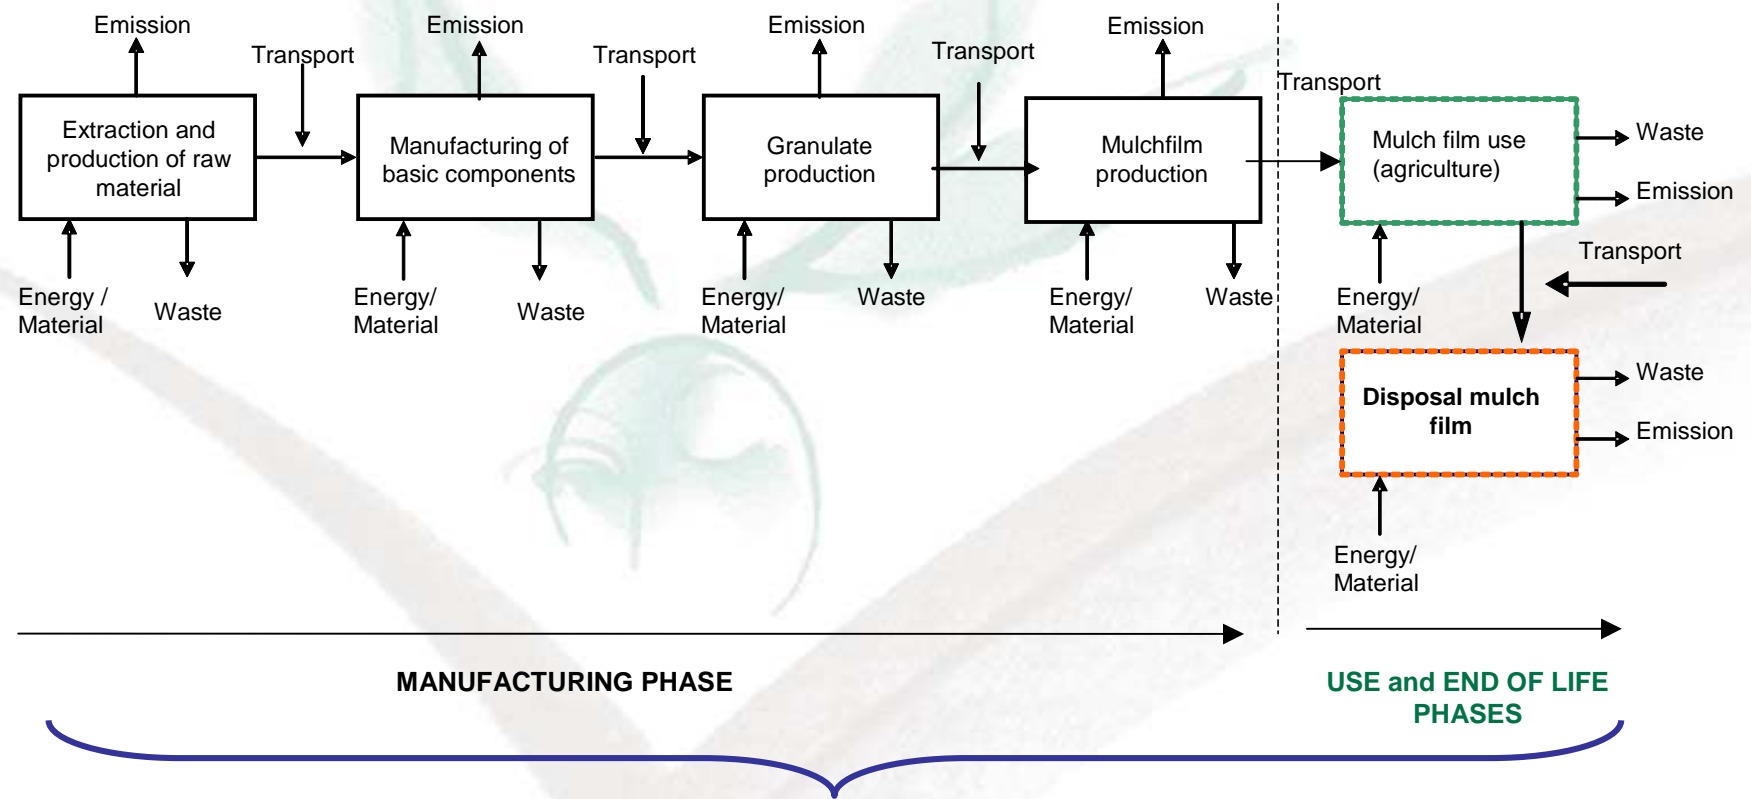 Emission
Transport
Emission
Transport
Emission
Transport
Emission
Transport
Extraction and
production of raw
material
Manufacturing of
basic components
Granulate
production
Mulchfilm
production
Mulch film use
(agriculture)
Waste
Emission
Transport
Energy /
Material
Waste
Energy/
Material
Waste
Energy/
Material
Waste
Energy/
Material
Waste
Energy/
Material
Disposal mulch
film
Waste
Emission
Energy/
Material
MANUFACTURING PHASE
USE and END OF LIFE
PHASES